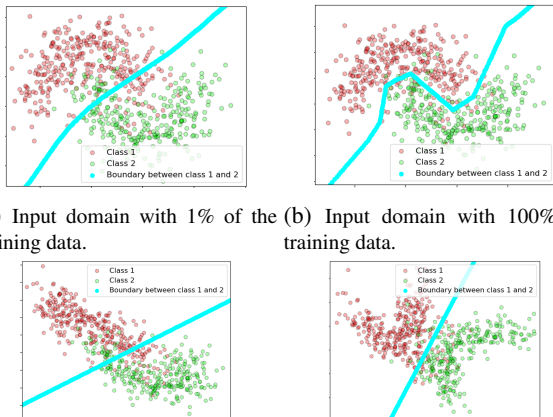 Class 1
Class 2
Boundary between class 1 and 2
Class 1
Class 2
Boundary between class 1 and 2
Input domain with 1% of the
ining data.
(b) Input domain with 100%
training data.
Class 1
Class 2
Boundary between class 1 and 2
Class 1
Class 2
Boundary between class 1 and 2